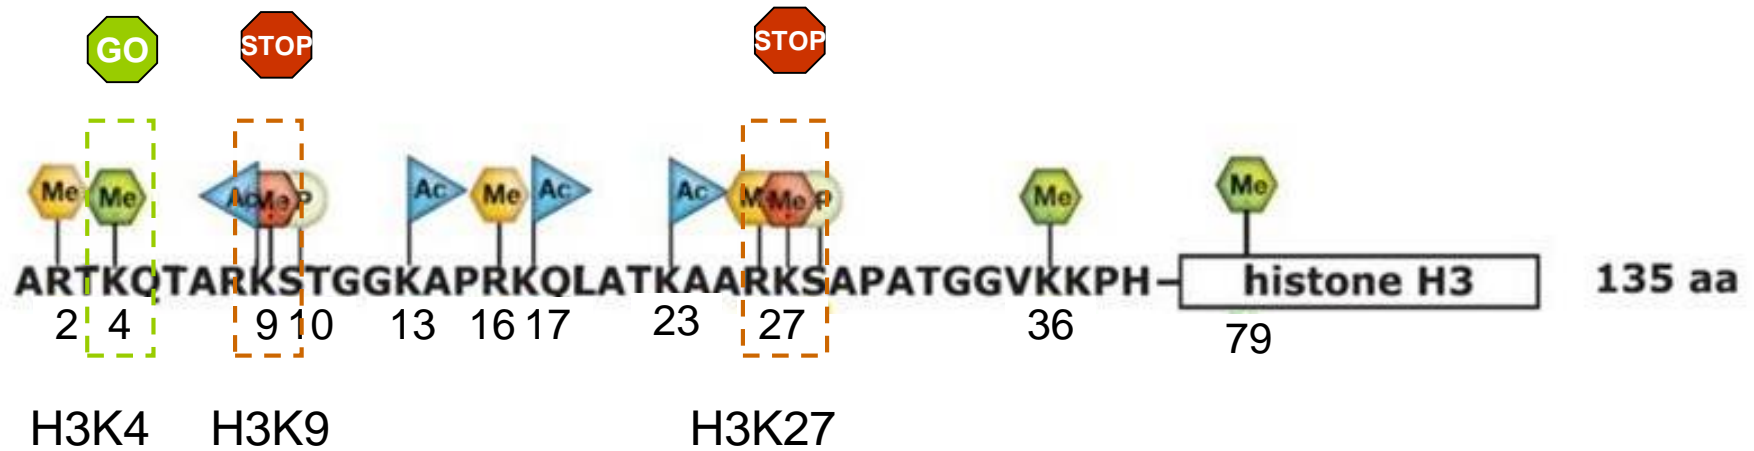 GO STOP STOP
Me Me Ac Me P Ac Me Ac Ac M Me P Me Me
ARTKQTARKSTGGKAPRKQLATKAARKSAPATGGVKKPH histone H3 135 aa
2 4 9 10 13 16 17 23 27 36 79
H3K4 H3K9 H3K27